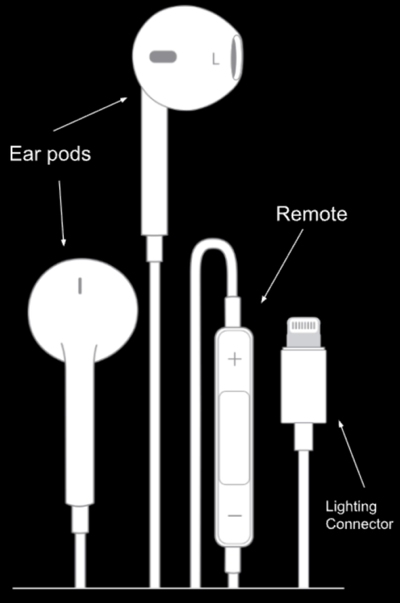 L
Ear pods
Remote
+
−
Lighting
Connector